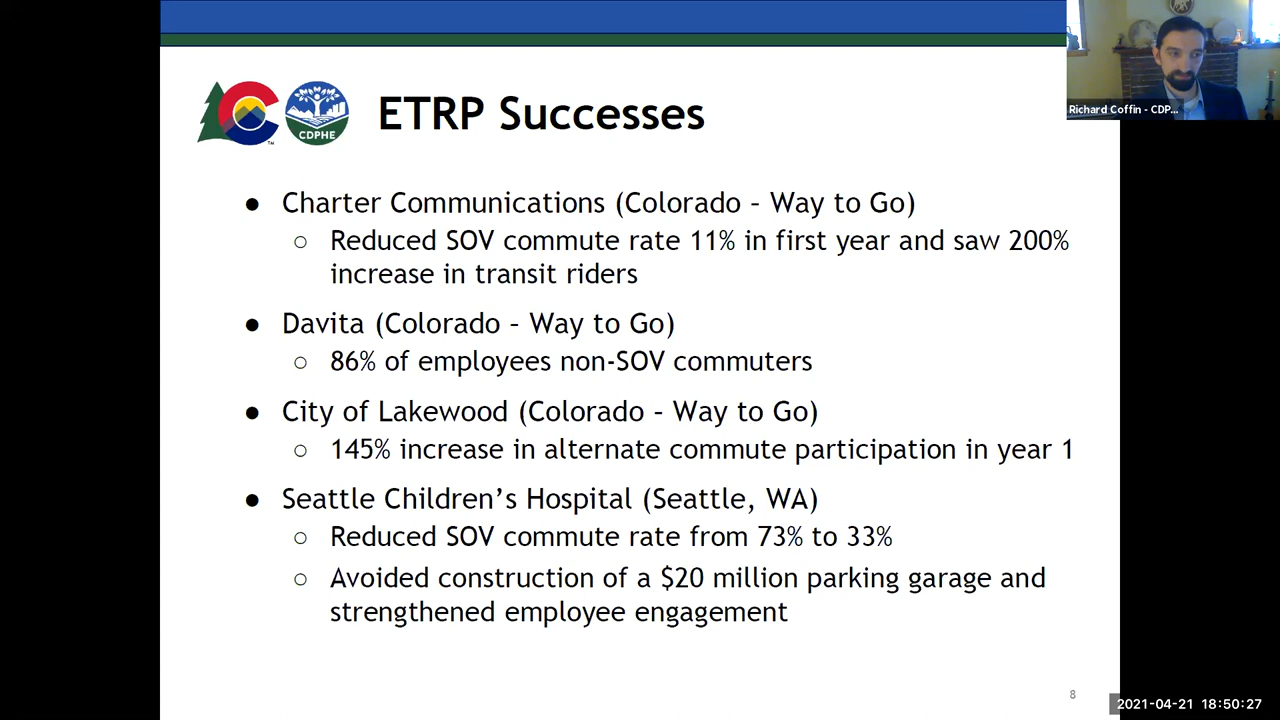 Richard Coffin - CDP...
CDPHE
ETRP Successes
● Charter Communications (Colorado – Way to Go)
○ Reduced SOV commute rate 11% in first year and saw 200%
increase in transit riders
● Davita (Colorado – Way to Go)
○ 86% of employees non-SOV commuters
● City of Lakewood (Colorado – Way to Go)
○ 145% increase in alternate commute participation in year 1
● Seattle Children’s Hospital (Seattle, WA)
○ Reduced SOV commute rate from 73% to 33%
○ Avoided construction of a $20 million parking garage and
strengthened employee engagement
8
2021-04-21 18:50:27